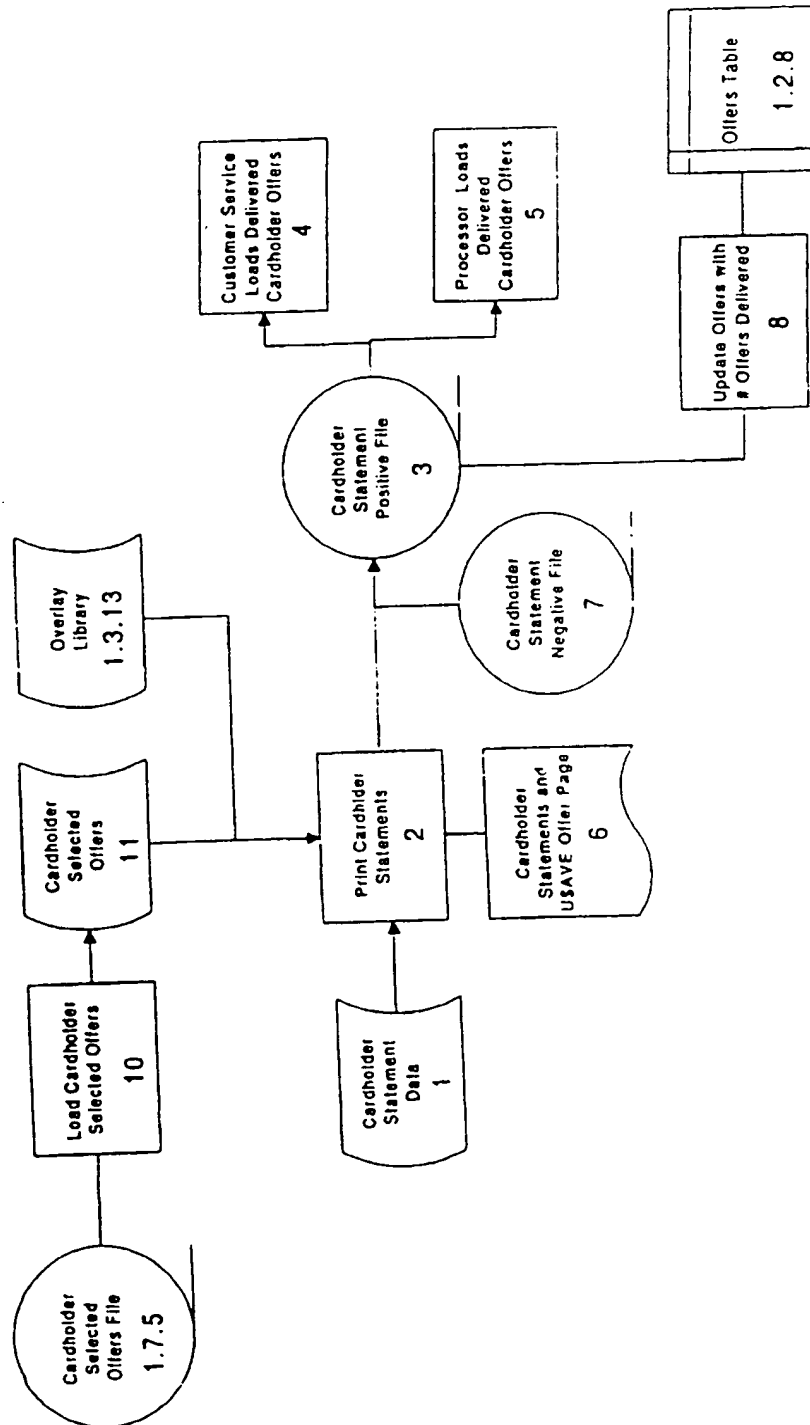 Cardholder
Selected
Offers File
1.7.5
Load Cardholder
Selected Offers
10
Cardholder
Selected
Offers
11
Overlay
Library
1.3.13
Cardholder
Statement
Data
1
Print Cardhlder
Statements
2
Cardholder
Statements and
U$AVE Offer Page
6
Cardholder
Statement
Negative File
7
Cardholder
Statement
Positive File
3
Customer Service
Loads Delivered
Cardholder Offers
4
Processor Loads
Delivered
Cardholder Offers
5
Update Offers with
# Offers Delivered
8
Offers Table
1.2.8